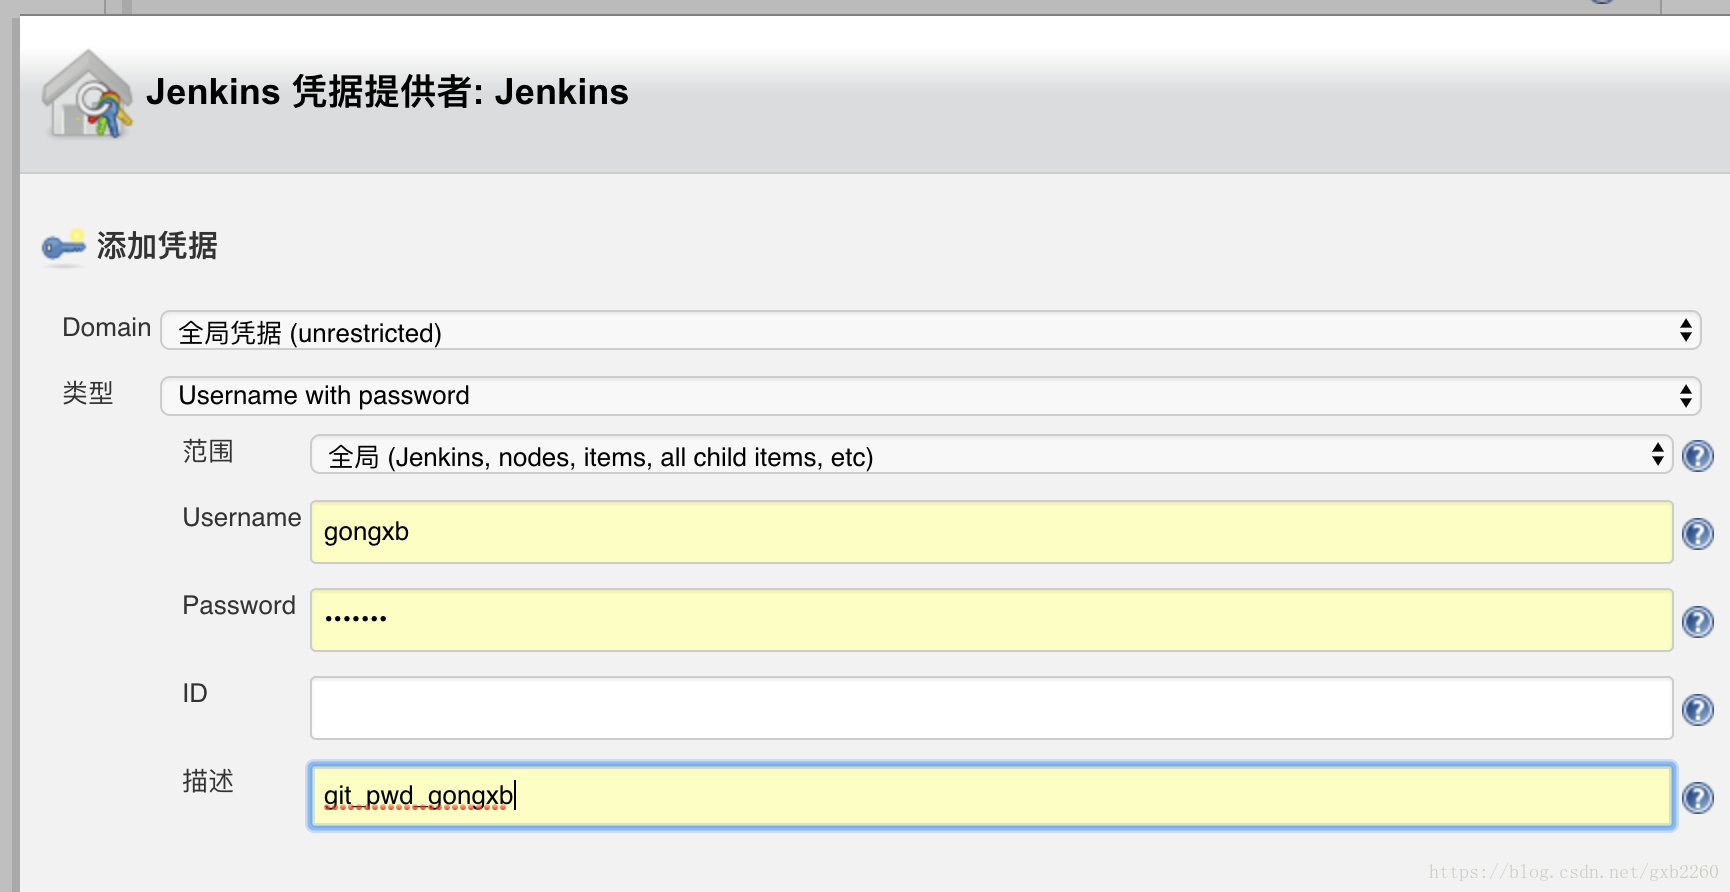 Jenkins 凭据提供者: Jenkins
添加凭据
Domain 全局凭据 (unrestricted)
类型 Username with password
范围 全局 (Jenkins, nodes, items, all child items, etc)
Username gongxb
Password •••••••
ID
描述 git_pwd_gongxb
https://blog.csdn.net/gxb2260